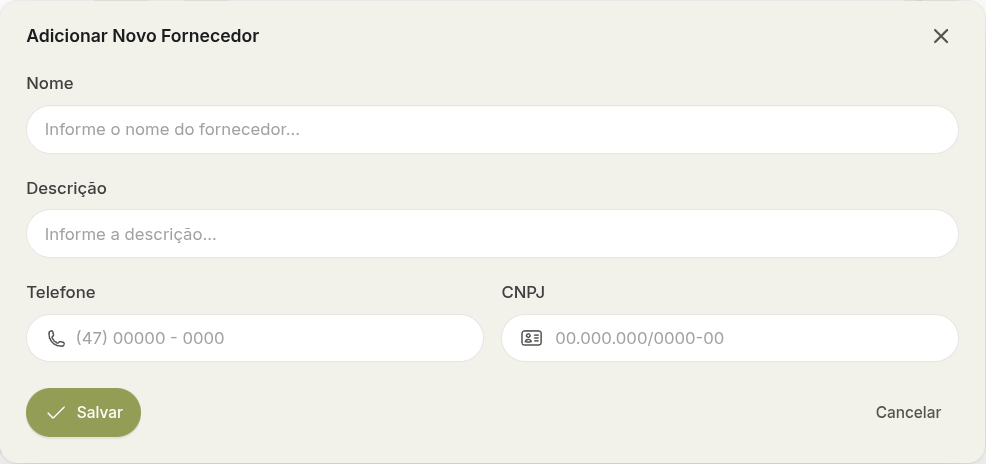 Adicionar Novo Fornecedor
Nome
Informe o nome do fornecedor...
Descrição
Informe a descrição...
Telefone CNPJ
(47) 00000 - 0000 00.000.000/0000-00
Salvar Cancelar